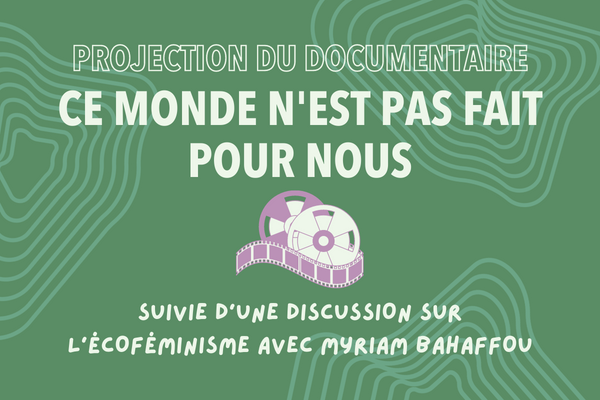 PROJECTION DU DOCUMENTAIRE
CE MONDE N'EST PAS FAIT
POUR NOUS
SUIVIE D'UNE DISCUSSION SUR
L'ÉCOFÉMINISME AVEC MYRIAM BAHAFFOU